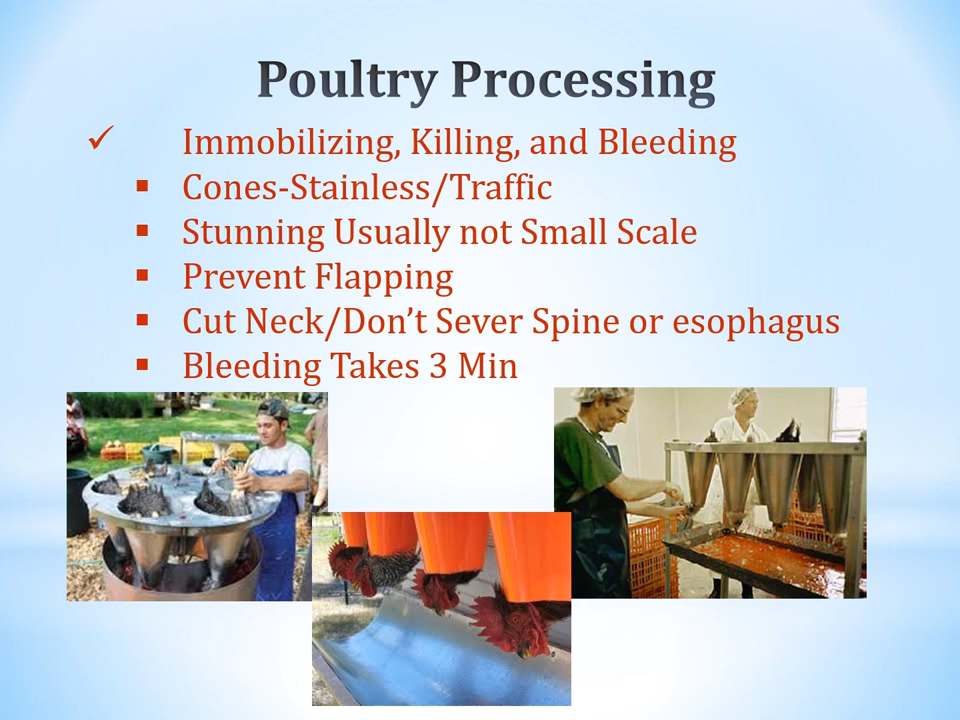 Poultry Processing
✓ Immobilizing, Killing, and Bleeding
▪ Cones-Stainless/Traffic
▪ Stunning Usually not Small Scale
▪ Prevent Flapping
▪ Cut Neck/Don’t Sever Spine or esophagus
▪ Bleeding Takes 3 Min